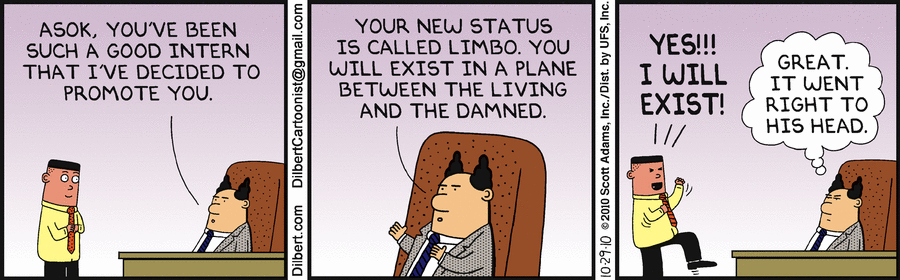 ASOK, YOU'VE BEEN
SUCH A GOOD INTERN
THAT I'VE DECIDED TO
PROMOTE YOU.
Dilbert.com DilbertCartoonist@gmail.com
YOUR NEW STATUS
IS CALLED LIMBO. YOU
WILL EXIST IN A PLANE
BETWEEN THE LIVING
AND THE DAMNED.
10-29-10 ©2010 Scott Adams, Inc./Dist. by UFS, Inc.
YES!!!
I WILL
EXIST!
GREAT.
IT WENT
RIGHT TO
HIS HEAD.